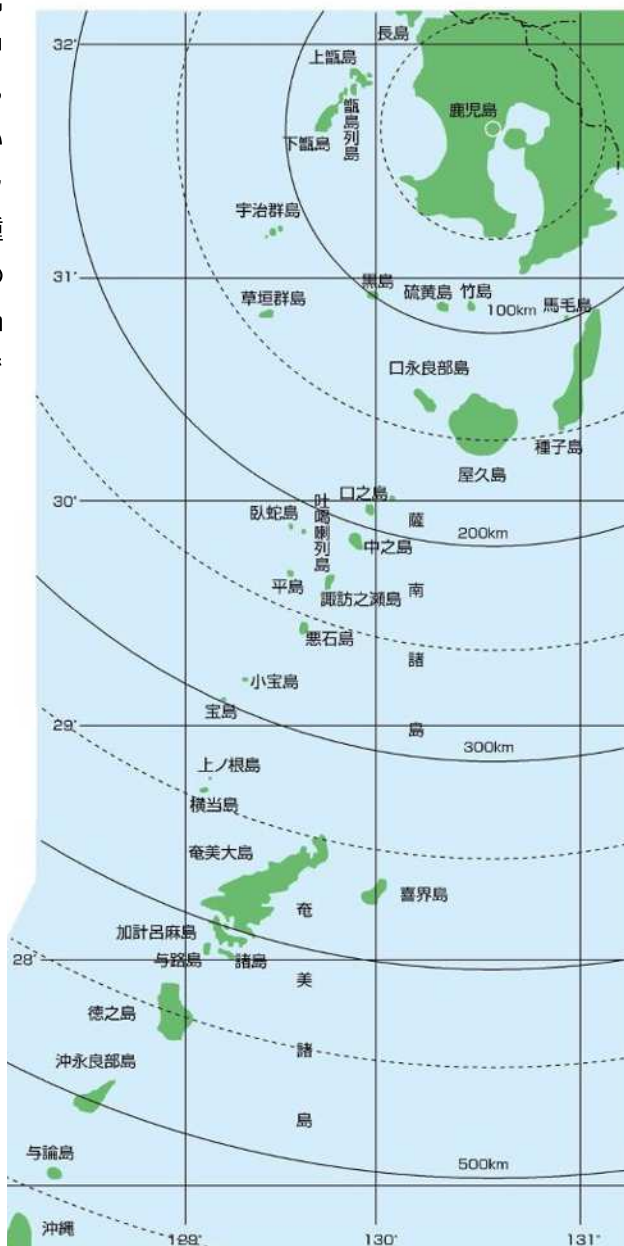 長島
32°
上甑島
甑島列島
下甑島
鹿児島
宇治群島
31°
黒島
硫黄島
竹島
馬毛島
草垣群島
100km
口永良部島
種子島
屋久島
口之島
30°
吐噶喇列島
臥蛇島
薩南諸島
200km
中之島
平島
諏訪之瀬島
悪石島
小宝島
宝島
29°
300km
上ノ根島
横当島
奄美大島
喜界島
奄美諸島
加計呂麻島
28°
与路島
諸島
徳之島
沖永良部島
与論島
500km
沖縄
130°
131°